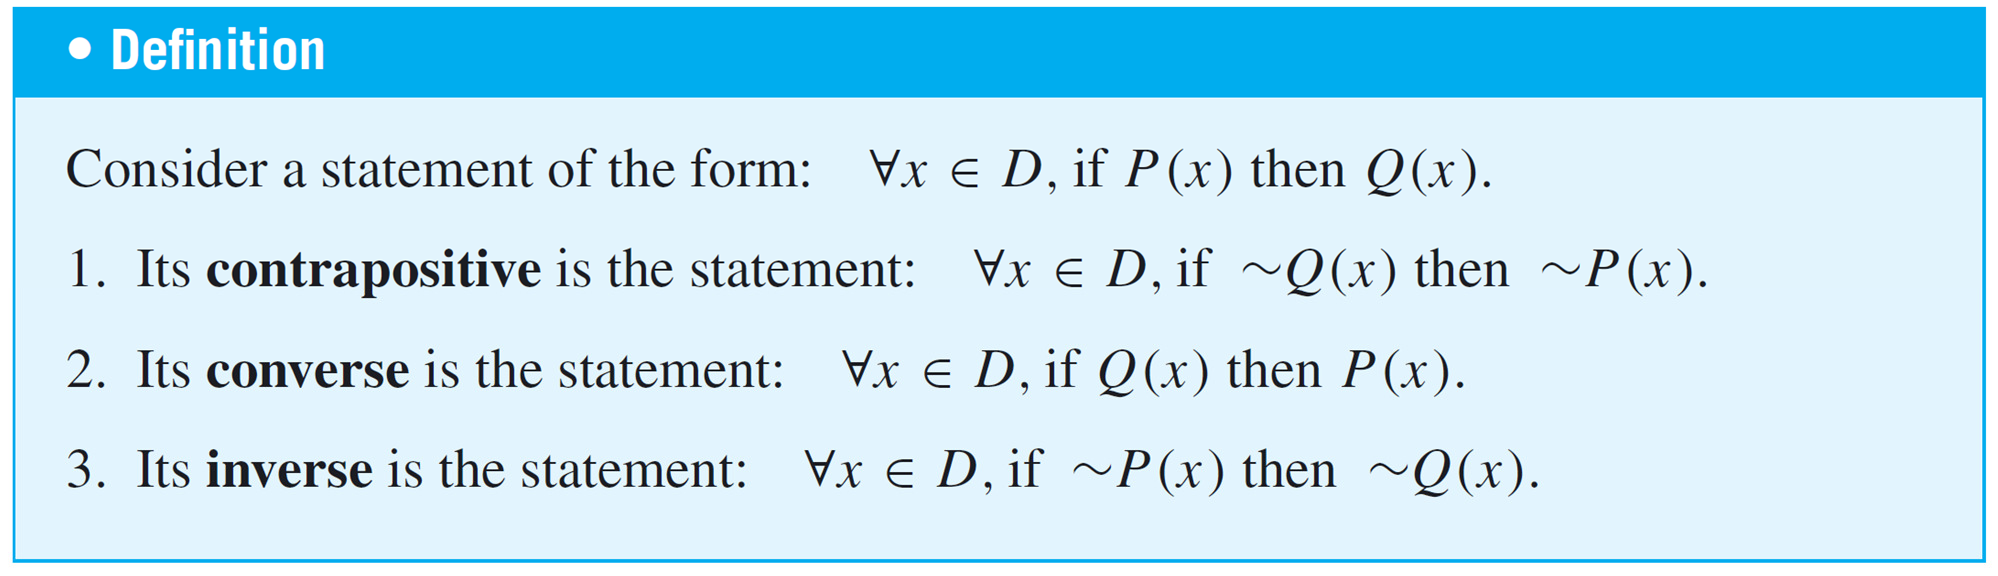 • Definition
Consider a statement of the form: ∀x ∈ D, if P(x) then Q(x).
1. Its contrapositive is the statement: ∀x ∈ D, if ∼Q(x) then ∼P(x).
2. Its converse is the statement: ∀x ∈ D, if Q(x) then P(x).
3. Its inverse is the statement: ∀x ∈ D, if ∼P(x) then ∼Q(x).